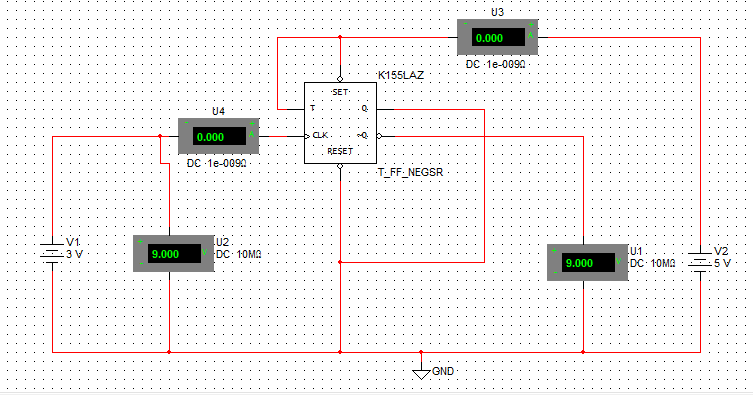 U3
0.000
A
DC 1e-009Ω
K155LAZ
SET
T
Q
U4
0.000
A
CLK
~Q
DC 1e-009Ω
RESET
T_FF_NEGSR
V1
3 V
U2
9.000
V
DC 10MΩ
U1
9.000
V
DC 10MΩ
V2
5 V
GND